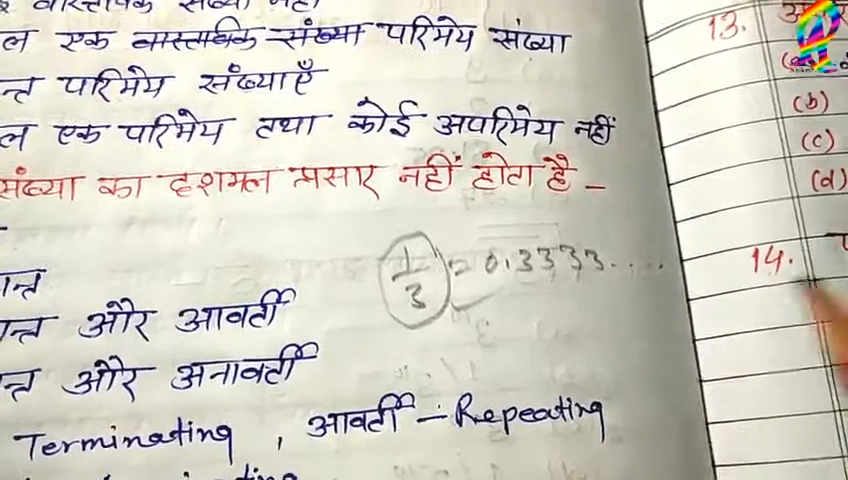 एक वास्तविक संख्या परिमेय संख्या
परिमेय संख्याएँ
एक परिमेय तथा कोई अपरिमेय नहीं
संख्या का दशमलव प्रसार नहीं होता है -
और आवर्ती
और अनावर्ती
Terminating , आवर्ती - Repeating
1/3 = 0.3333....
13.
(b)
(c)
(d)
14.